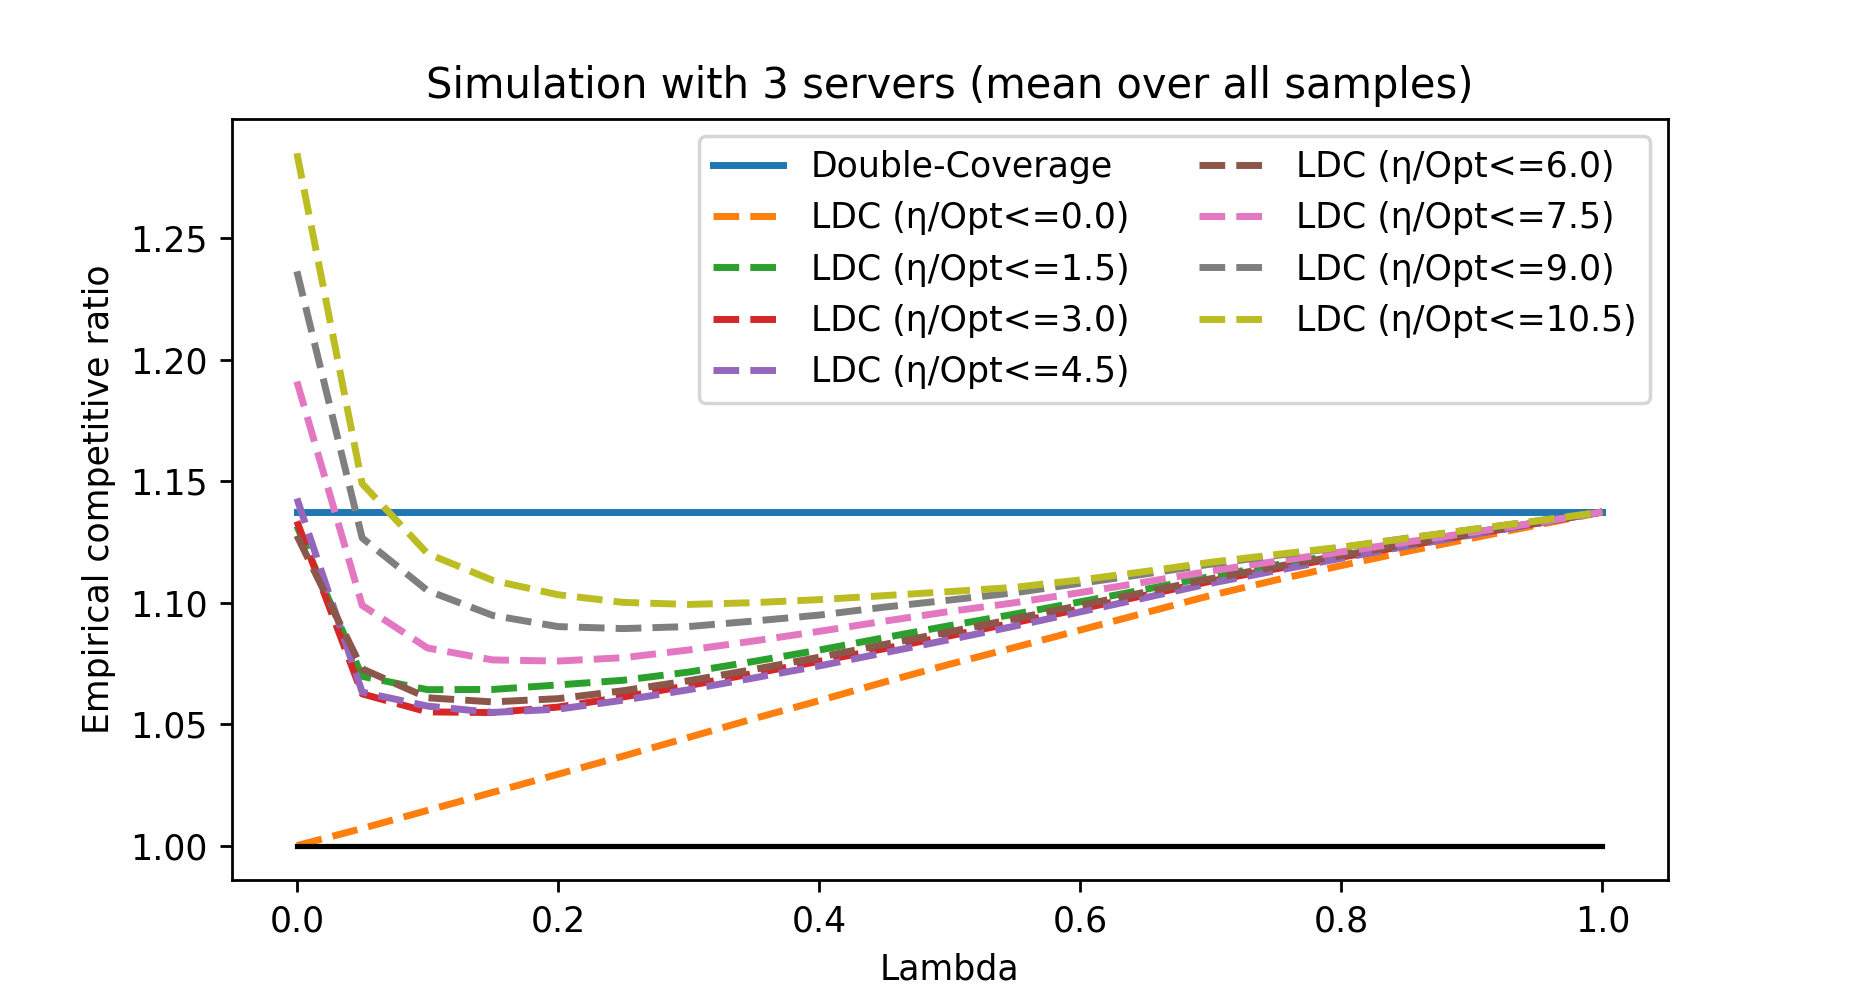 Simulation with 3 servers (mean over all samples)
Empirical competitive ratio
1.25
1.20
1.15
1.10
1.05
1.00
Double-Coverage
LDC (η/Opt<=0.0)
LDC (η/Opt<=1.5)
LDC (η/Opt<=3.0)
LDC (η/Opt<=4.5)
LDC (η/Opt<=6.0)
LDC (η/Opt<=7.5)
LDC (η/Opt<=9.0)
LDC (η/Opt<=10.5)
0.0 0.2 0.4 0.6 0.8 1.0
Lambda